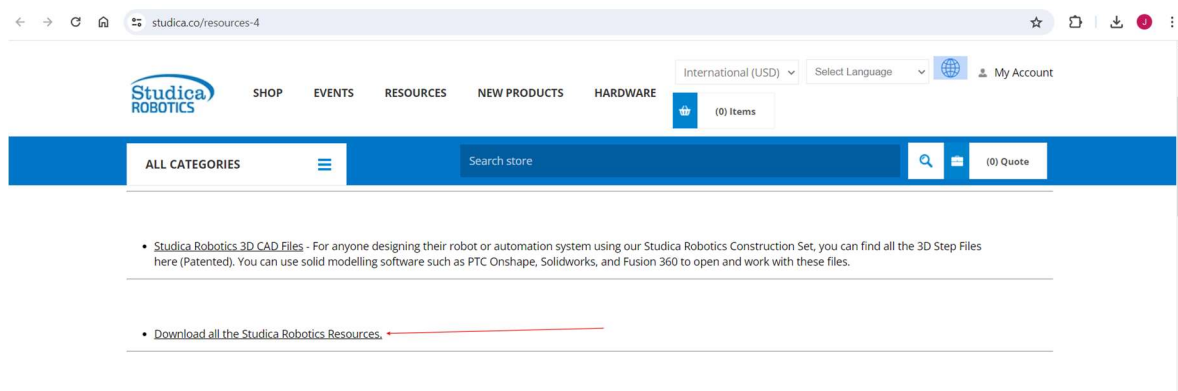 studica.co/resources-4
International (USD)
Select Language
My Account
Studica
ROBOTICS
SHOP EVENTS RESOURCES NEW PRODUCTS HARDWARE
(0) Items
ALL CATEGORIES
Search store
(0) Quote
• Studica Robotics 3D CAD Files - For anyone designing their robot or automation system using our Studica Robotics Construction Set, you can find all the 3D Step Files
here (Patented). You can use solid modelling software such as PTC Onshape, Solidworks, and Fusion 360 to open and work with these files.
• Download all the Studica Robotics Resources.
J